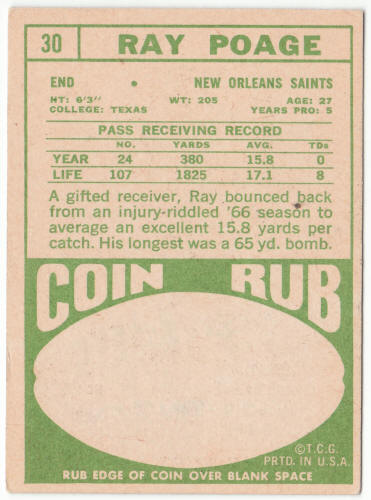 30 RAY POAGE
END • NEW ORLEANS SAINTS
HT: 6'3" WT: 205 AGE: 27
COLLEGE: TEXAS YEARS PRO: 5
PASS RECEIVING RECORD
NO. YARDS AVG. TDs
YEAR 24 380 15.8 0
LIFE 107 1825 17.1 8
A gifted receiver, Ray bounced back
from an injury-riddled '66 season to
average an excellent 15.8 yards per
catch. His longest was a 65 yd. bomb.
COIN RUB
©T.C.G.
PRTD. IN U.S.A.
RUB EDGE OF COIN OVER BLANK SPACE